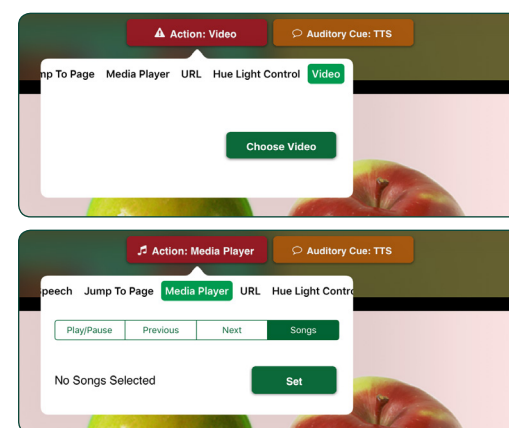 Action: Video
Auditory Cue: TTS
mp To Page Media Player URL Hue Light Control Video
Choose Video
Action: Media Player
Auditory Cue: TTS
peech Jump To Page Media Player URL Hue Light Contro
Play/Pause Previous Next Songs
No Songs Selected Set